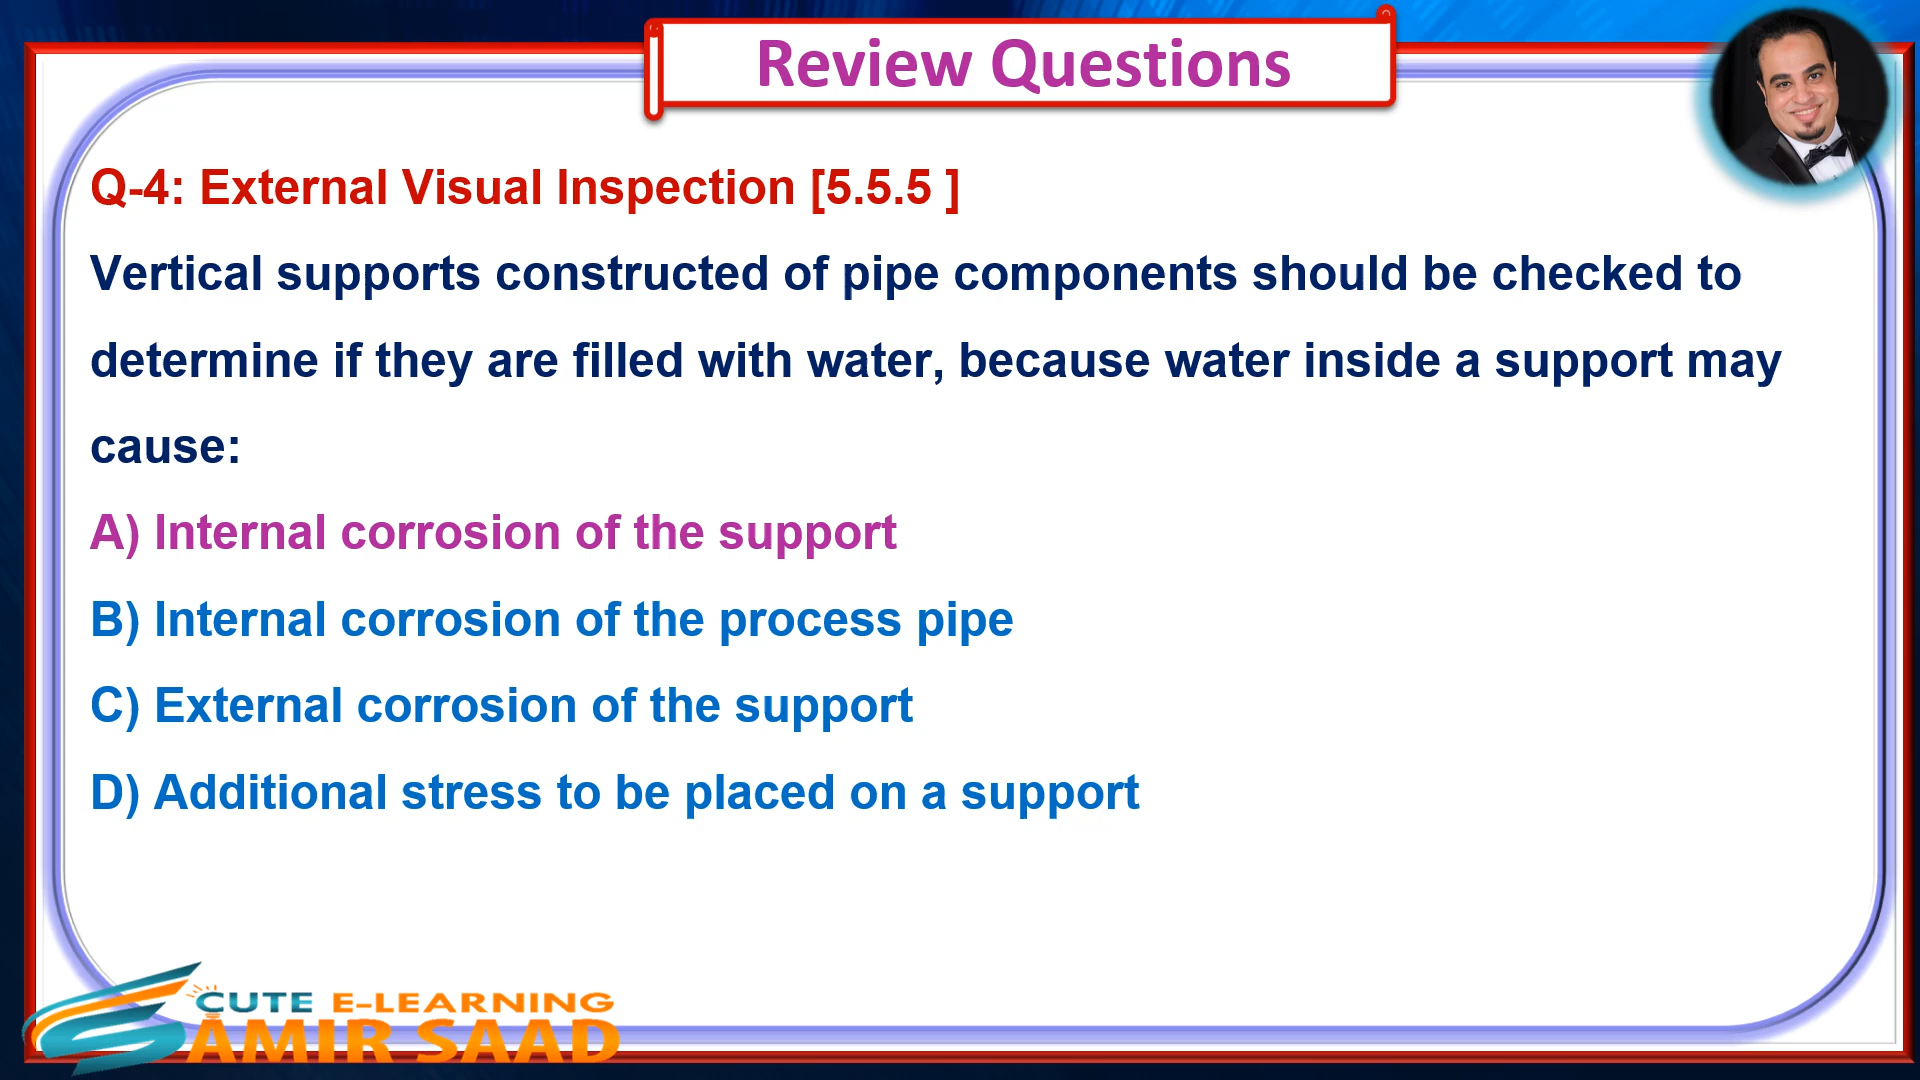 Review Questions
Q-4: External Visual Inspection [5.5.5 ]
Vertical supports constructed of pipe components should be checked to
determine if they are filled with water, because water inside a support may
cause:
A) Internal corrosion of the support
B) Internal corrosion of the process pipe
C) External corrosion of the support
D) Additional stress to be placed on a support
CUTE E-LEARNING
AMIR SAAD